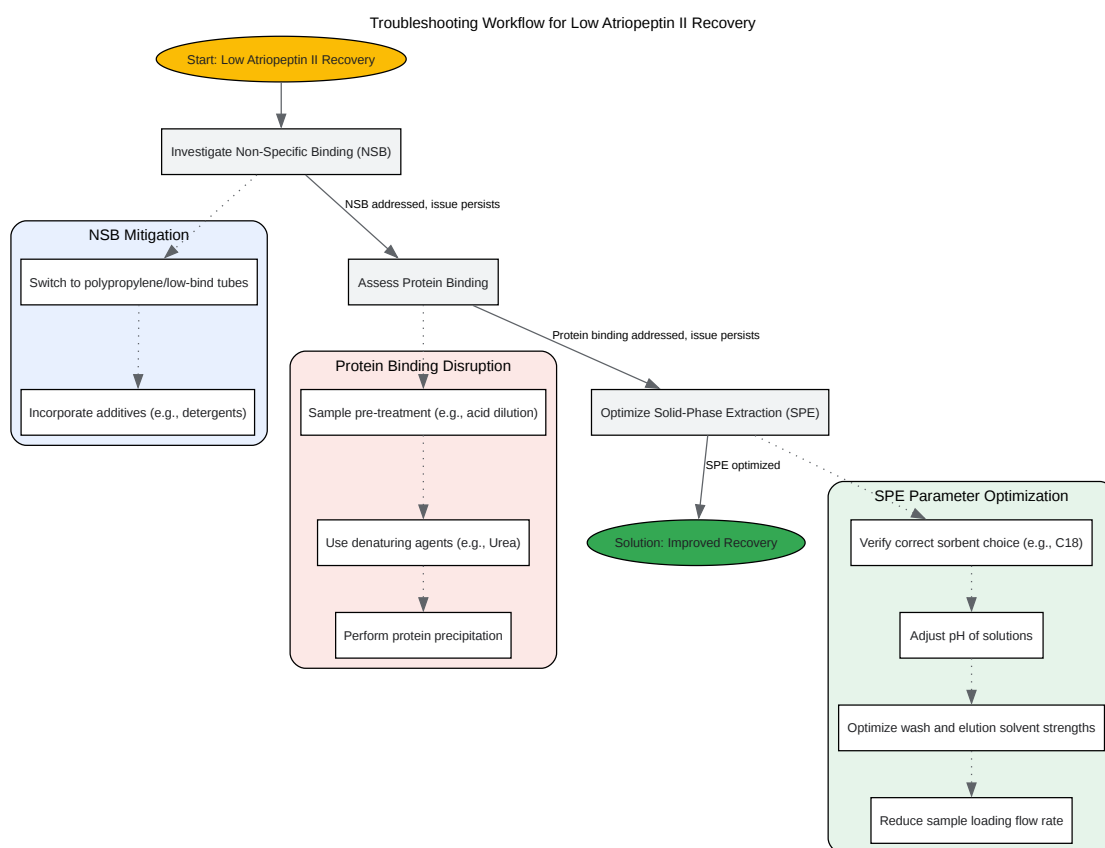 Troubleshooting Workflow for Low Atriopeptin II Recovery
Start: Low Atriopeptin II Recovery
Investigate Non-Specific Binding (NSB)
NSB addressed, issue persists
NSB Mitigation
Switch to polypropylene/low-bind tubes
Incorporate additives (e.g., detergents)
Assess Protein Binding
Protein binding addressed, issue persists
Protein Binding Disruption
Sample pre-treatment (e.g., acid dilution)
Use denaturing agents (e.g., Urea)
Perform protein precipitation
Optimize Solid-Phase Extraction (SPE)
SPE optimized
Solution: Improved Recovery
SPE Parameter Optimization
Verify correct sorbent choice (e.g., C18)
Adjust pH of solutions
Optimize wash and elution solvent strengths
Reduce sample loading flow rate